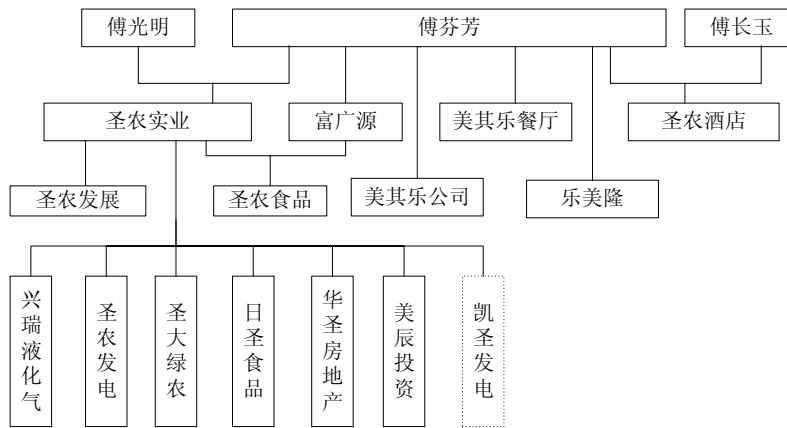 傅光明
傅芬芳
傅长玉
圣农实业
富广源
美其乐餐厅
圣农酒店
圣农发展
圣农食品
美其乐公司
乐美隆
兴瑞液化气
圣农发电
圣大绿农
日圣食品
华圣房地产
美辰投资
凯圣发电